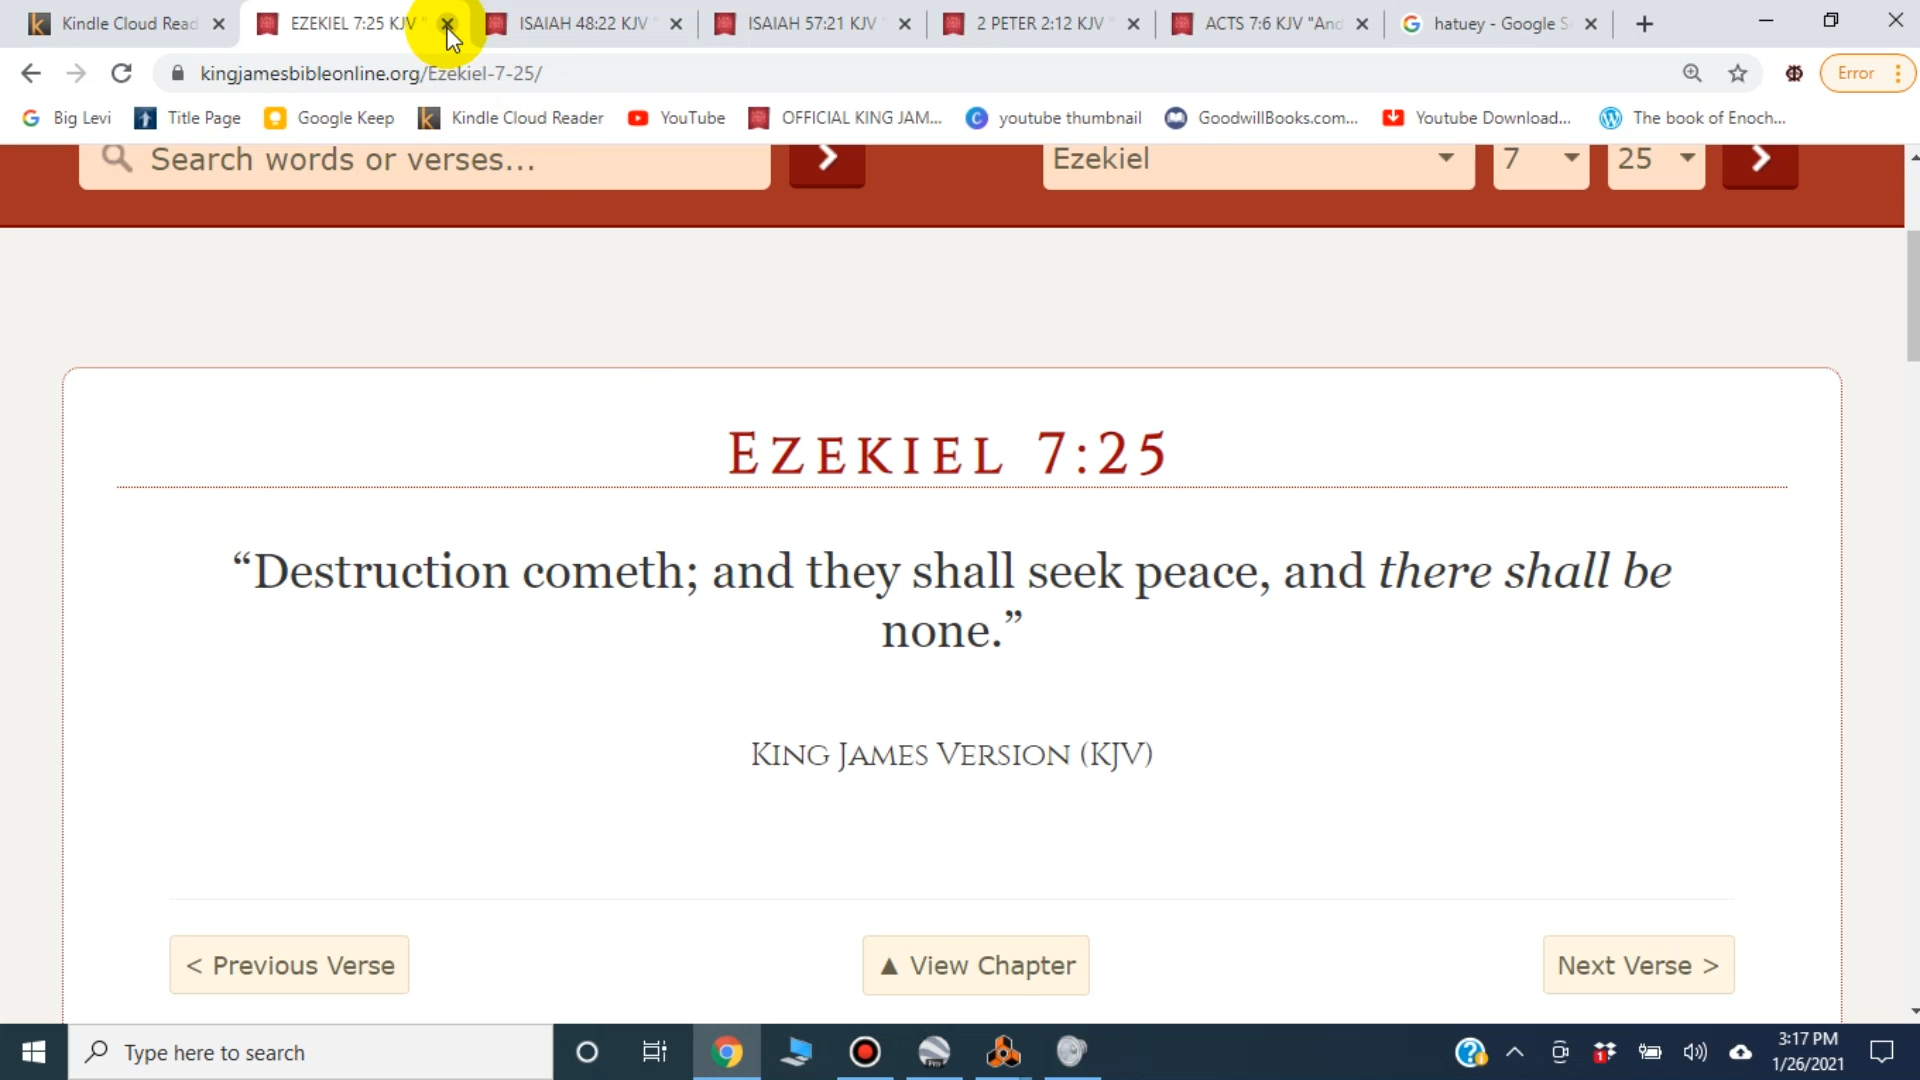 Kindle Cloud Read
EZEKIEL 7:25 KJV "
ISAIAH 48:22 KJV "
ISAIAH 57:21 KJV "
2 PETER 2:12 KJV "
ACTS 7:6 KJV "And
hatuey - Google S
kingjamesbibleonline.org/Ezekiel-7-25/
Error
Big Levi
Title Page
Google Keep
Kindle Cloud Reader
YouTube
OFFICIAL KING JAM...
youtube thumbnail
GoodwillBooks.com...
Youtube Download...
The book of Enoch...
Search words or verses...
Ezekiel
7
25
EZEKIEL 7:25
“Destruction cometh; and they shall seek peace, and there shall be
none.”
KING JAMES VERSION (KJV)
< Previous Verse
▲ View Chapter
Next Verse >
Type here to search
3:17 PM
1/26/2021